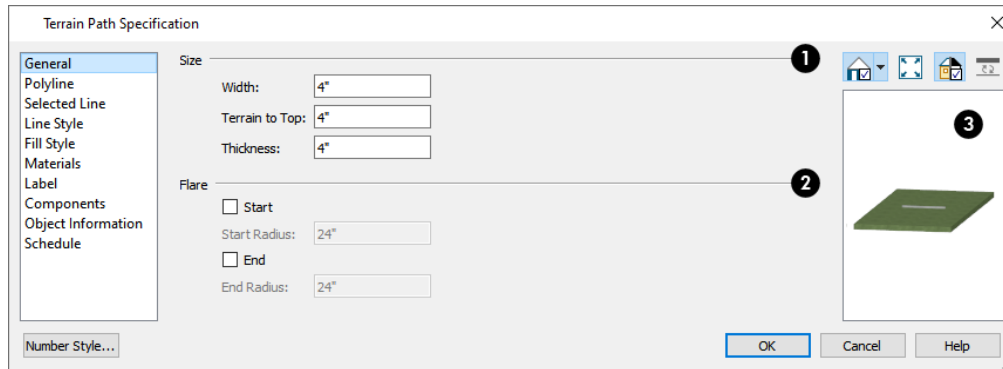 Terrain Path Specification
General
Polyline
Selected Line
Line Style
Fill Style
Materials
Label
Components
Object Information
Schedule
Size
1
Width: 4"
Terrain to Top: 4"
Thickness: 4"
Flare
2
Start
Start Radius: 24"
End
End Radius: 24"
3
Number Style...
OK
Cancel
Help